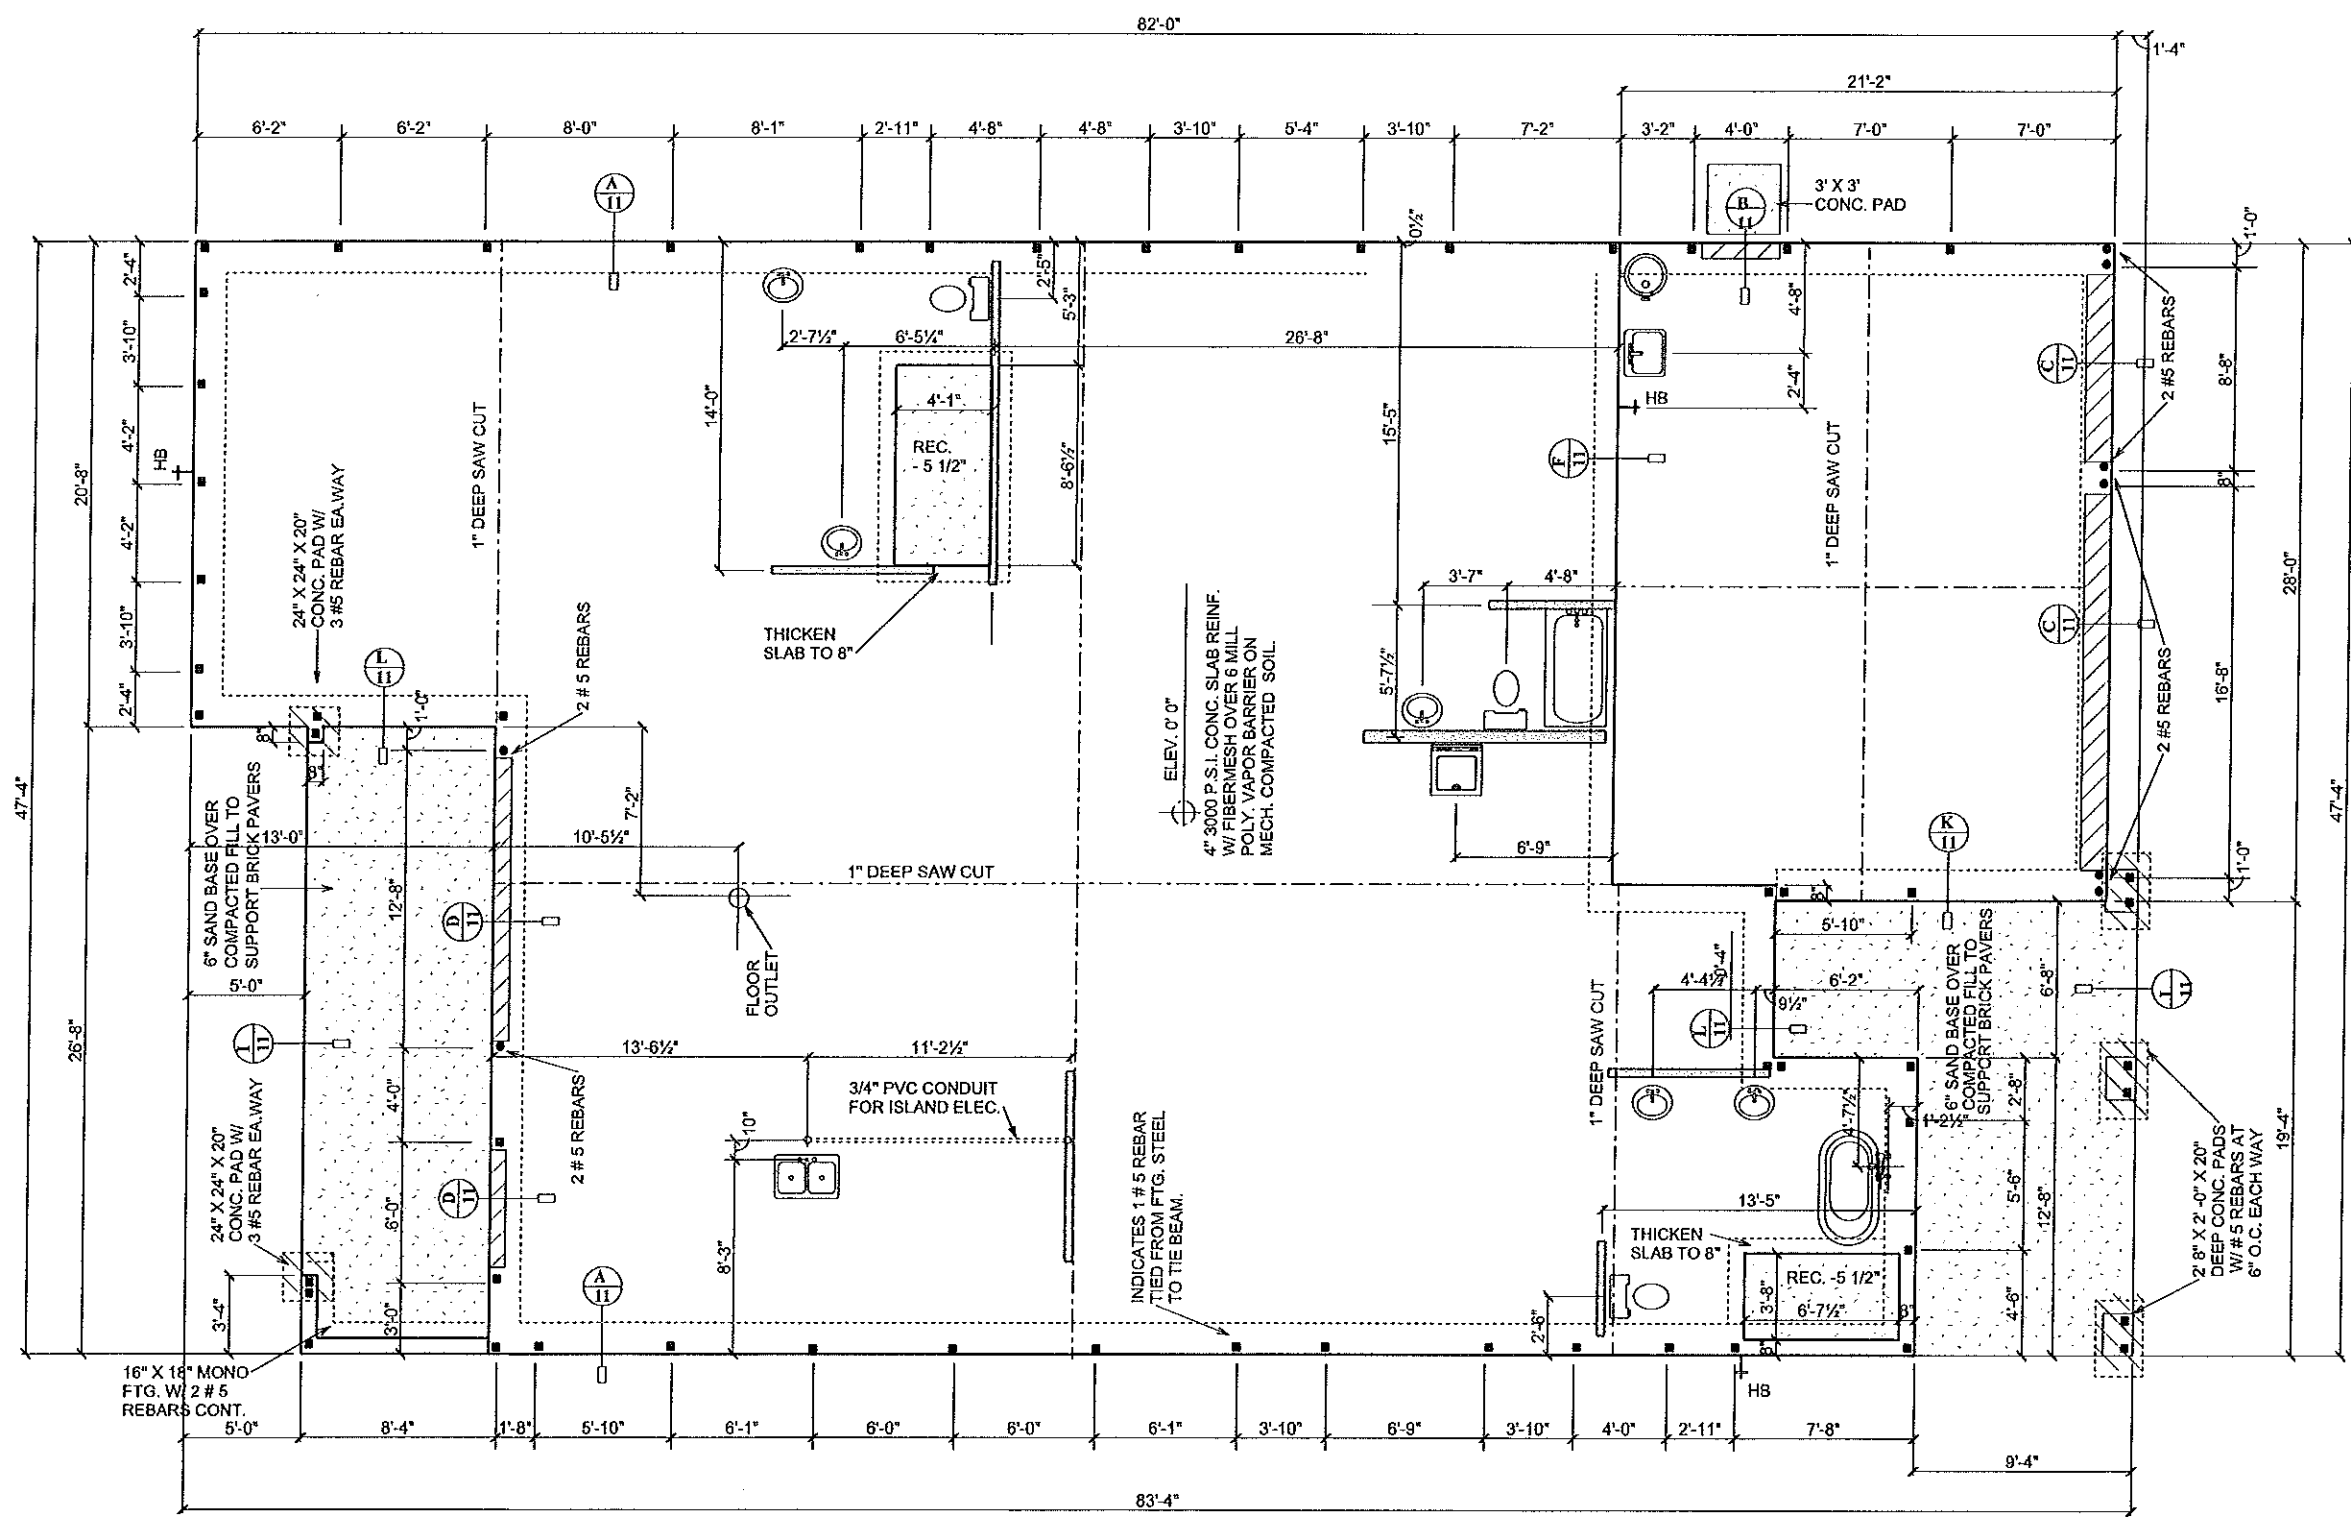 82'-0"
1'-4"
21'-2"
6'-2"
6'-2"
8'-0"
8'-1"
2'-11"
4'-8"
4'-8"
3'-10"
5'-4"
3'-10"
7'-2"
3'-2"
4'-0"
7'-0"
7'-0"
A
11
B
11
3' X 3'
CONC. PAD
0½"
1'-0"
2'-4"
3'-10"
4'-2"
4'-2"
3'-10"
2'-4"
20'-8"
47'-4"
26'-8"
HB
1" DEEP SAW CUT
24" X 24" X 20"
CONC. PAD W/
3 #5 REBAR EA.WAY
L
11
2 # 5 REBARS
2'-5"
5'-3"
2'-7½"
6'-5¼"
26'-8"
14'-0"
4'-1"
REC.
- 5 1/2"
8'-6½"
THICKEN
SLAB TO 8"
15'-5"
4'-8"
2'-4"
HB
F
11
1" DEEP SAW CUT
C
11
2 #5 REBARS
8'-8"
8"
28'-0"
C
11
16'-8"
2 #5 REBARS
47'-4"
1'-0"
3'-7"
4'-8"
5'-7½"
ELEV. 0' 0"
4" 3000 P.S.I. CONC. SLAB REINF.
W/ FIBERMESH OVER 6 MILL
POLY. VAPOR BARRIER ON
MECH. COMPACTED SOIL.
6'-9"
K
11
8"
8"
1'-0"
7'-2"
6" SAND BASE OVER
COMPACTED FILL TO
SUPPORT BRICK PAVERS
13'-0"
10'-5½"
12'-8"
1" DEEP SAW CUT
D
11
FLOOR
OUTLET
5'-0"
I
11
13'-6½"
11'-2½"
3/4" PVC CONDUIT
FOR ISLAND ELEC.
4'-0"
2 # 5 REBARS
10"
24" X 24" X 20"
CONC. PAD W/
3 #5 REBAR EA.WAY
D
11
6'-0"
8'-3"
3'-4"
3'-0"
A
11
INDICATES 1 # 5 REBAR
TIED FROM FTG. STEEL
TO TIE BEAM.
16" X 18" MONO
FTG. W/ 2 # 5
REBARS CONT.
8"
5'-10"
6'-8"
6" SAND BASE OVER
COMPACTED FILL TO
SUPPORT BRICK PAVERS
4'-4½"
6'-2"
9½"
L
11
I
11
1" DEEP SAW CUT
4'-7½"
1'-2½"
2'-8"
5'-6"
12'-8"
4'-6"
19'-4"
2' 8" X 2' -0" X 20"
DEEP CONC. PADS
W/ # 5 REBARS AT
6" O.C. EACH WAY
13'-5"
THICKEN
SLAB TO 8"
REC. -5 1/2"
3'-8"
6'-7½"
8"
8"
2'-6"
HB
5'-0"
8'-4"
1'-8"
5'-10"
6'-1"
6'-0"
6'-0"
6'-1"
3'-10"
6'-9"
3'-10"
4'-0"
2'-11"
7'-8"
9'-4"
83'-4"